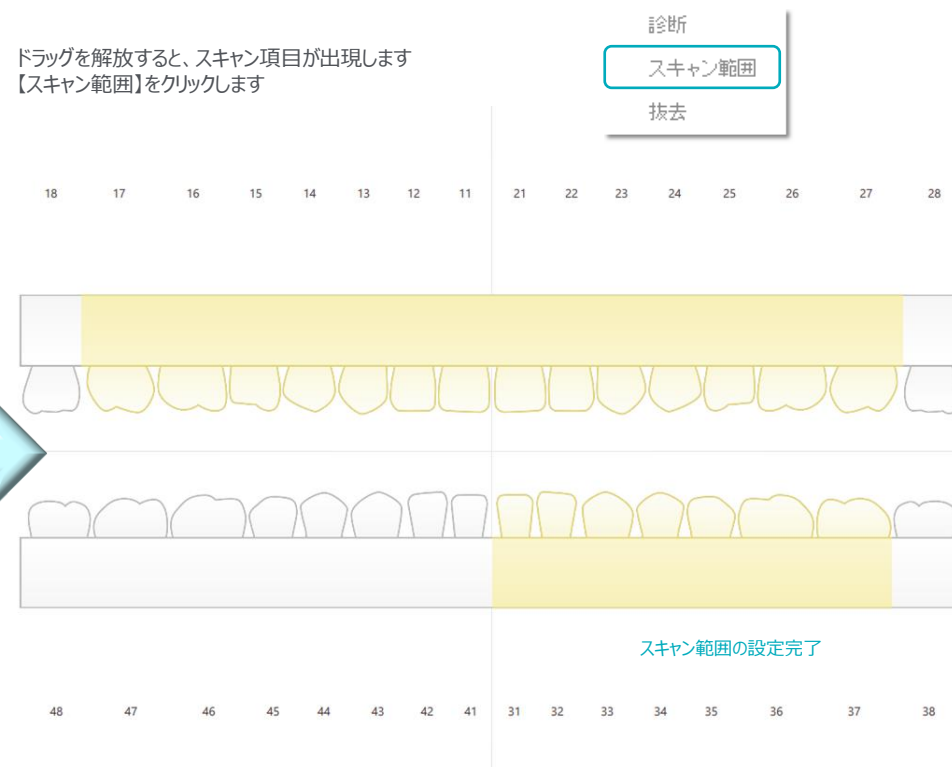 診断
ドラッグを解放すると、スキャン項目が出現します
スキャン範囲
【スキャン範囲】をクリックします
抜去
18 17 16 15 14 13 12 11 21 22 23 24 25 26 27 28
スキャン範囲の設定完了
48 47 46 45 44 43 42 41 31 32 33 34 35 36 37 38